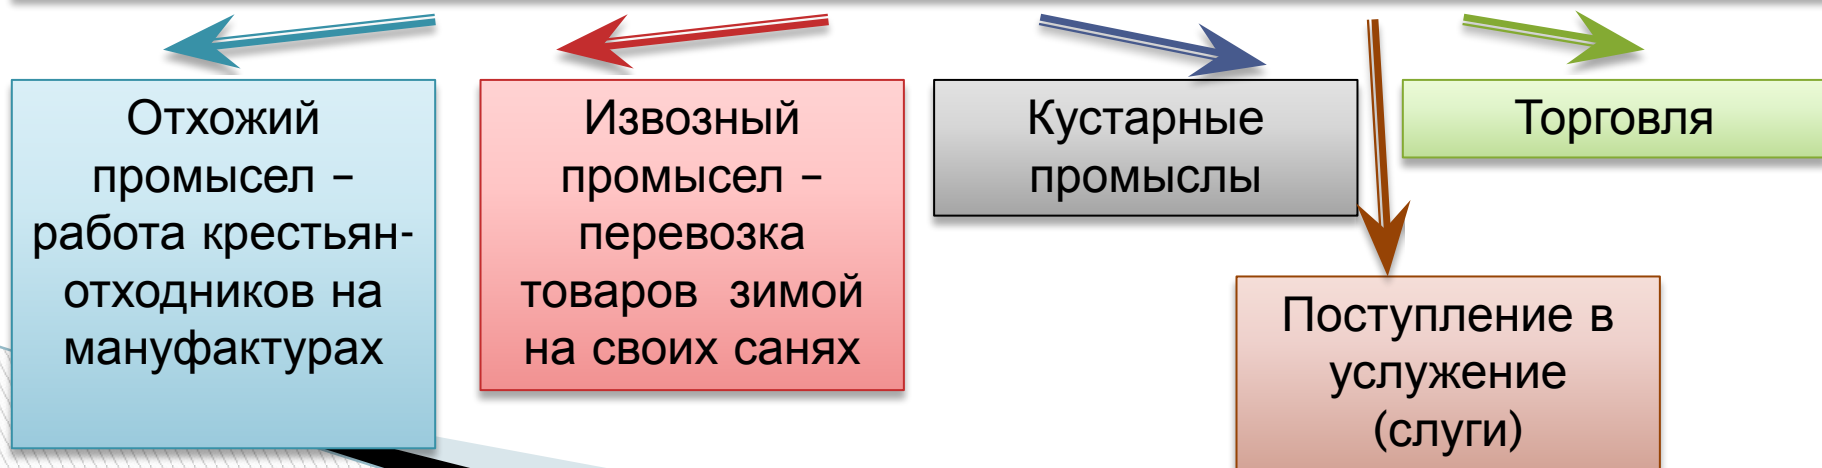 Отхожий
промысел –
работа крестьян-
отходников на
мануфактурах
Извозный
промысел –
перевозка
товаров зимой
на своих санях
Кустарные
промыслы
Торговля
Поступление в
услужение
(слуги)